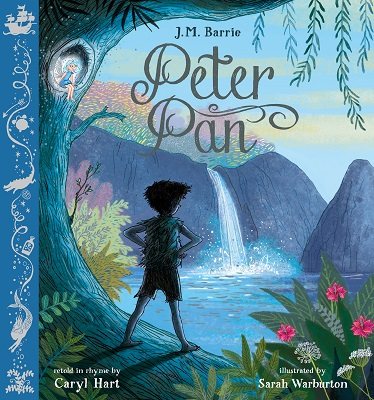 J.M. Barrie
Peter
Pan
retold in rhyme by
Caryl Hart
illustrated by
Sarah Warburton